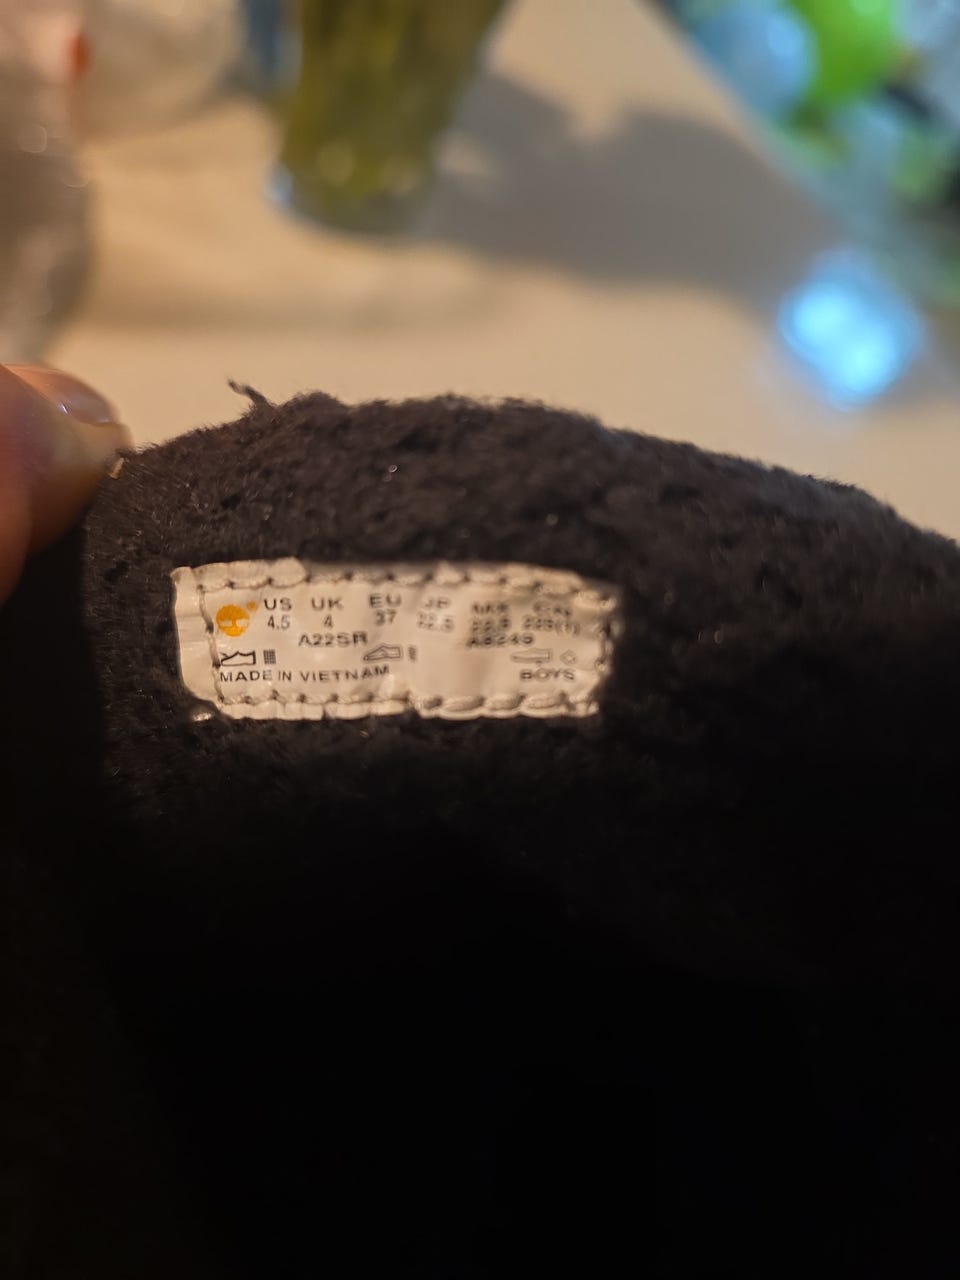 US UK EU JP
4.5 4 37 22.5
A22SR
MADE IN VIETNAM BOYS